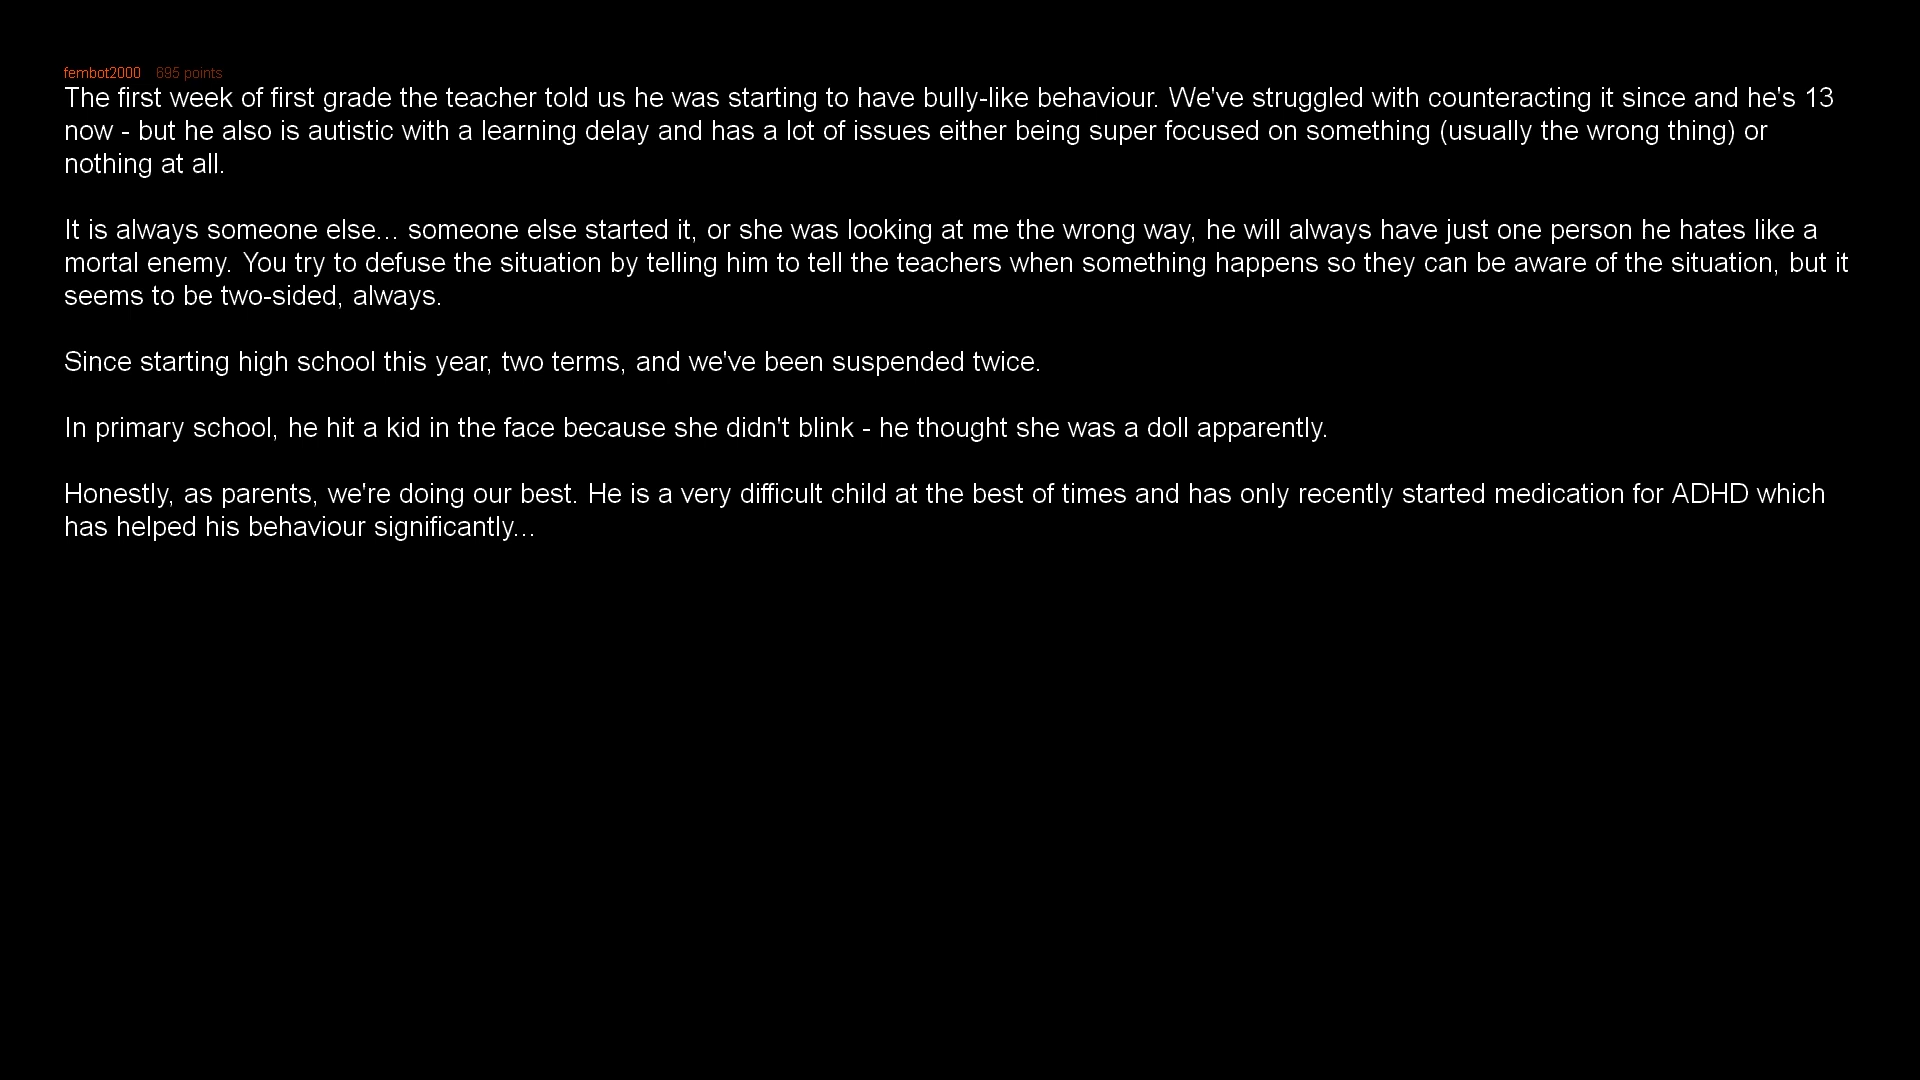 fembot2000 695 points
The first week of first grade the teacher told us he was starting to have bully-like behaviour. We've struggled with counteracting it since and he's 13
now - but he also is autistic with a learning delay and has a lot of issues either being super focused on something (usually the wrong thing) or
nothing at all.
It is always someone else... someone else started it, or she was looking at me the wrong way, he will always have just one person he hates like a
mortal enemy. You try to defuse the situation by telling him to tell the teachers when something happens so they can be aware of the situation, but it
seems to be two-sided, always.
Since starting high school this year, two terms, and we've been suspended twice.
In primary school, he hit a kid in the face because she didn't blink - he thought she was a doll apparently.
Honestly, as parents, we're doing our best. He is a very difficult child at the best of times and has only recently started medication for ADHD which
has helped his behaviour significantly...